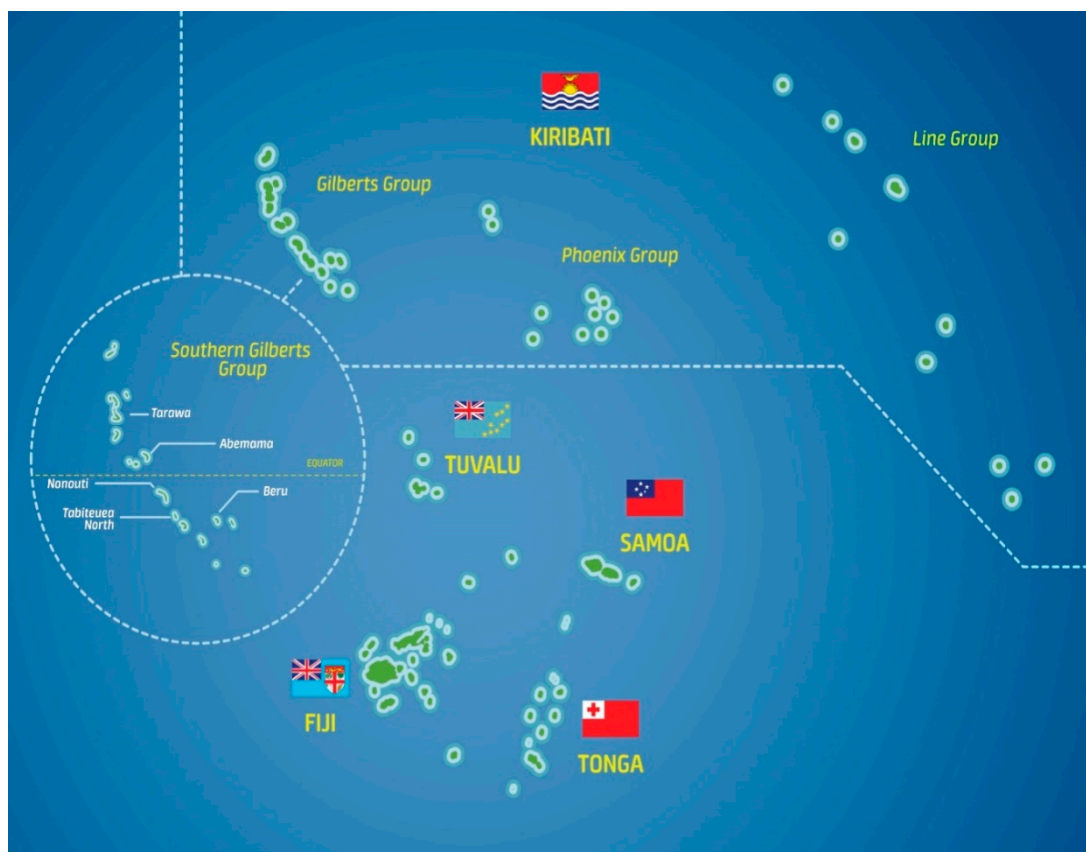 KIRIBATI
Line Group
Gilberts Group
Phoenix Group
Southern Gilberts
Group
Tarawa
Abemama
EQUATOR
Nonouti
Beru
Tabiteuea
North
TUVALU
SAMOA
FIJI
TONGA